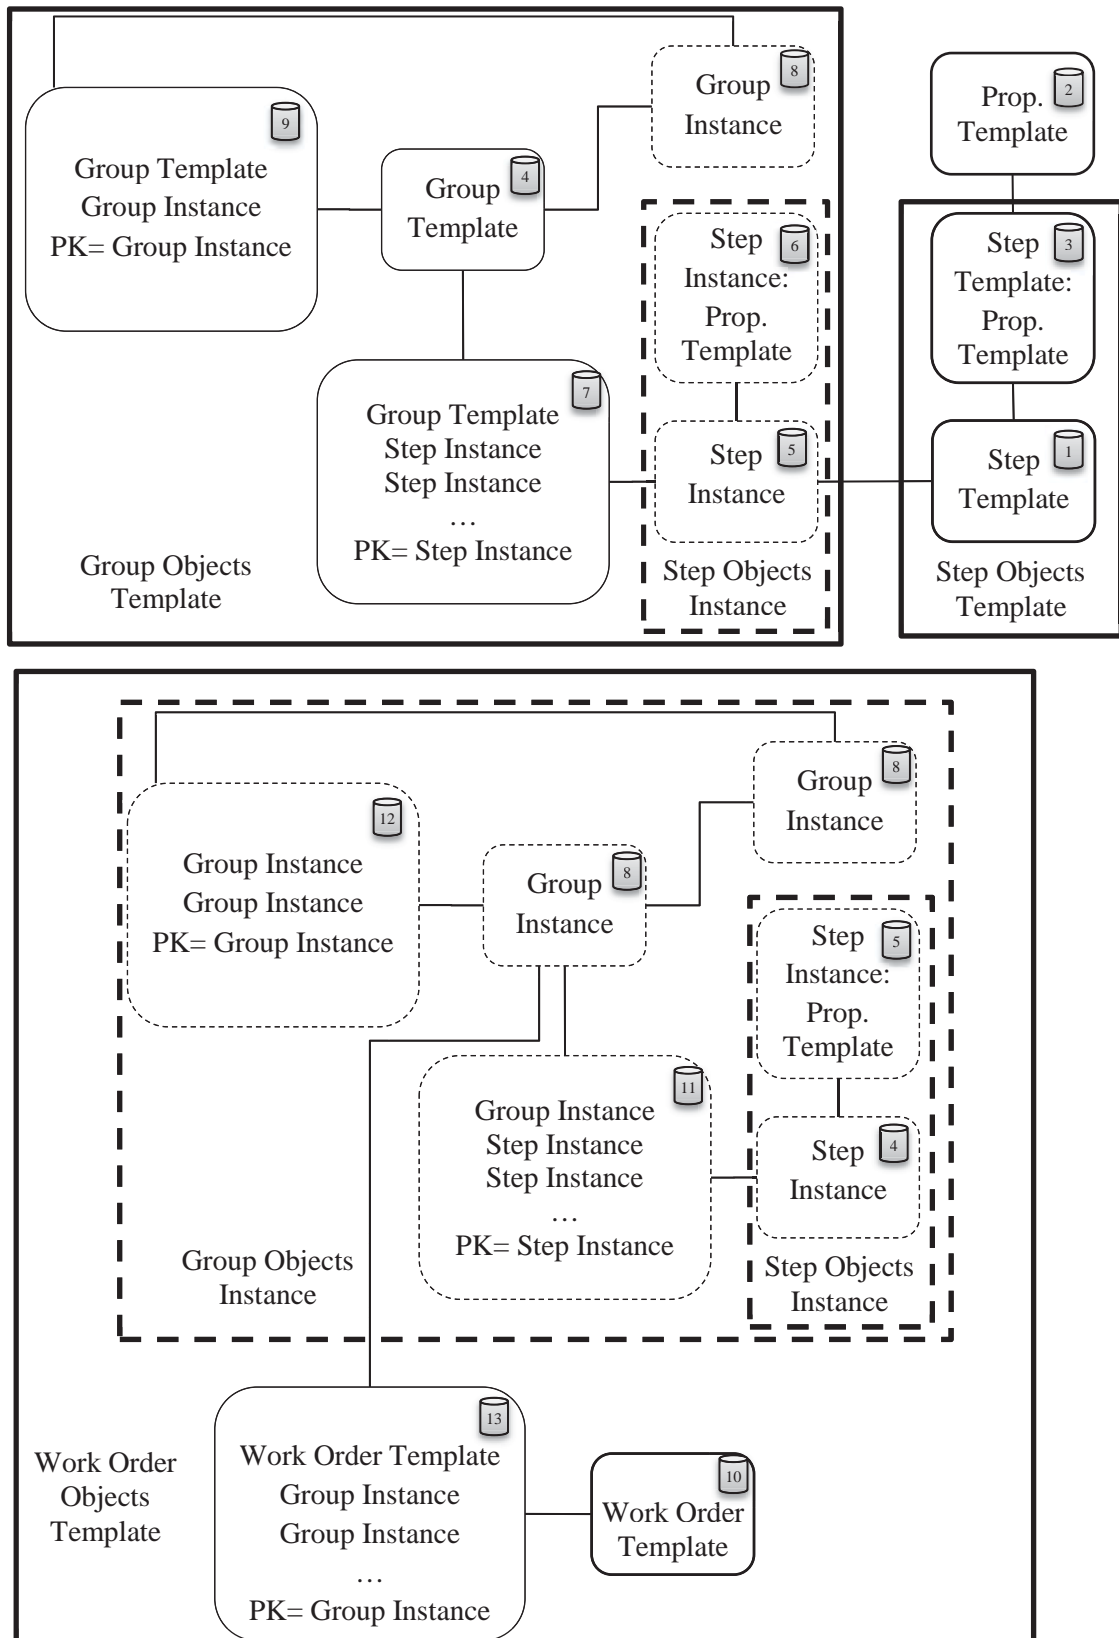 9
Group Template
Group Instance
PK= Group Instance
4
Group
Template
8
Group
Instance
2
Prop.
Template
6
Step
Instance:
Prop.
Template
3
Step
Template:
Prop.
Template
7
Group Template
Step Instance
Step Instance
…
PK= Step Instance
5
Step
Instance
1
Step
Template
Group Objects
Template
Step Objects
Instance
Step Objects
Template
12
Group Instance
Group Instance
PK= Group Instance
8
Group
Instance
8
Group
Instance
5
Step
Instance:
Prop.
Template
11
Group Instance
Step Instance
Step Instance
…
PK= Step Instance
4
Step
Instance
Group Objects
Instance
Step Objects
Instance
13
Work Order Template
Group Instance
Group Instance
…
PK= Group Instance
10
Work Order
Template
Work Order
Objects
Template